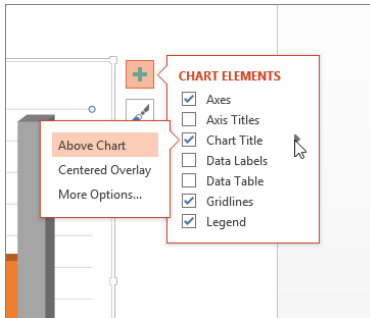 CHART ELEMENTS
Axes
Axis Titles
Chart Title
Data Labels
Data Table
Gridlines
Legend
Above Chart
Centered Overlay
More Options...